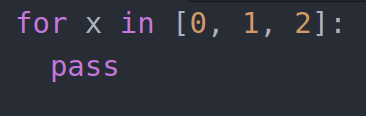 for x in [0, 1, 2]:
  pass